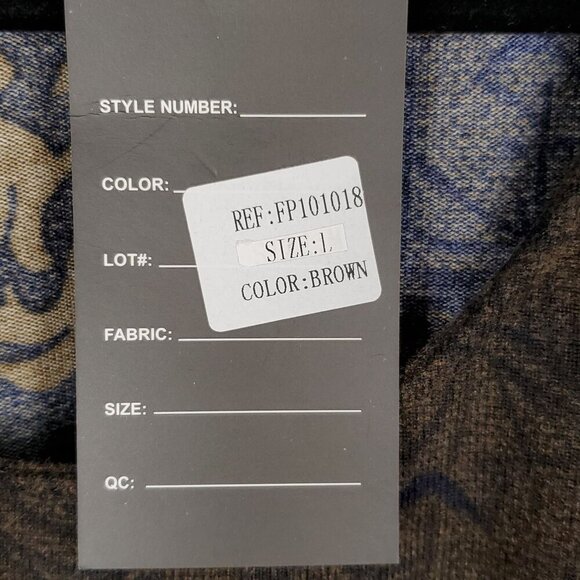 STYLE NUMBER:
COLOR:
REF:FP101018
SIZE:L
COLOR:BROWN
LOT#:
FABRIC:
SIZE:
QC: